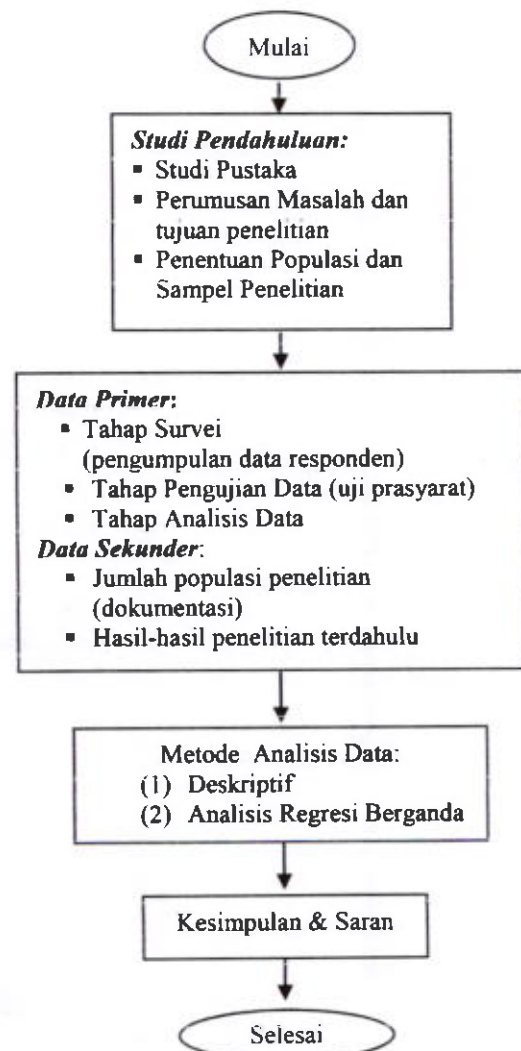 Mulai
Studi Pendahuluan:
▪ Studi Pustaka
▪ Perumusan Masalah dan
tujuan penelitian
▪ Penentuan Populasi dan
Sampel Penelitian
Data Primer:
▪ Tahap Survei
(pengumpulan data responden)
▪ Tahap Pengujian Data (uji prasyarat)
▪ Tahap Analisis Data
Data Sekunder:
▪ Jumlah populasi penelitian
(dokumentasi)
▪ Hasil-hasil penelitian terdahulu
Metode Analisis Data:
(1) Deskriptif
(2) Analisis Regresi Berganda
Kesimpulan & Saran
Selesai